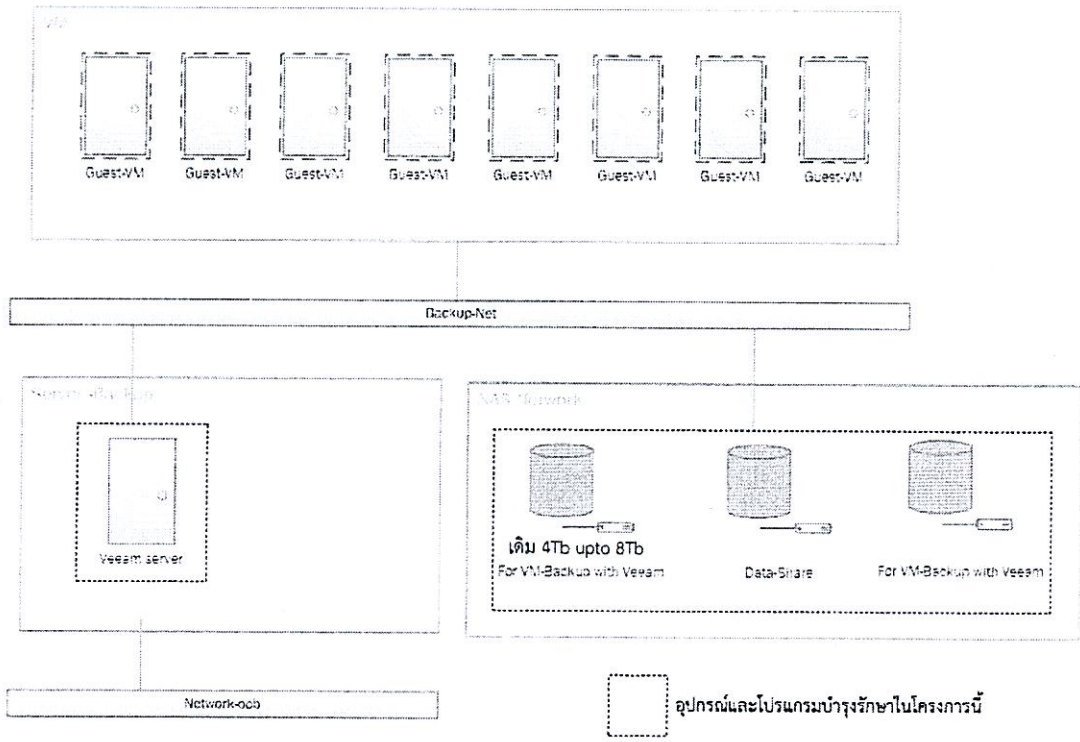 VM
Guest-VM Guest-VM Guest-VM Guest-VM Guest-VM Guest-VM Guest-VM Guest-VM
Backup-Net
NAS Network
Veeam server
เดิม 4Tb upto 8Tb
For VM-Backup with Veeam Data-Share For VM-Backup with Veeam
Network-ocb
อุปกรณ์และโปรแกรมบำรุงรักษาในโครงการนี้